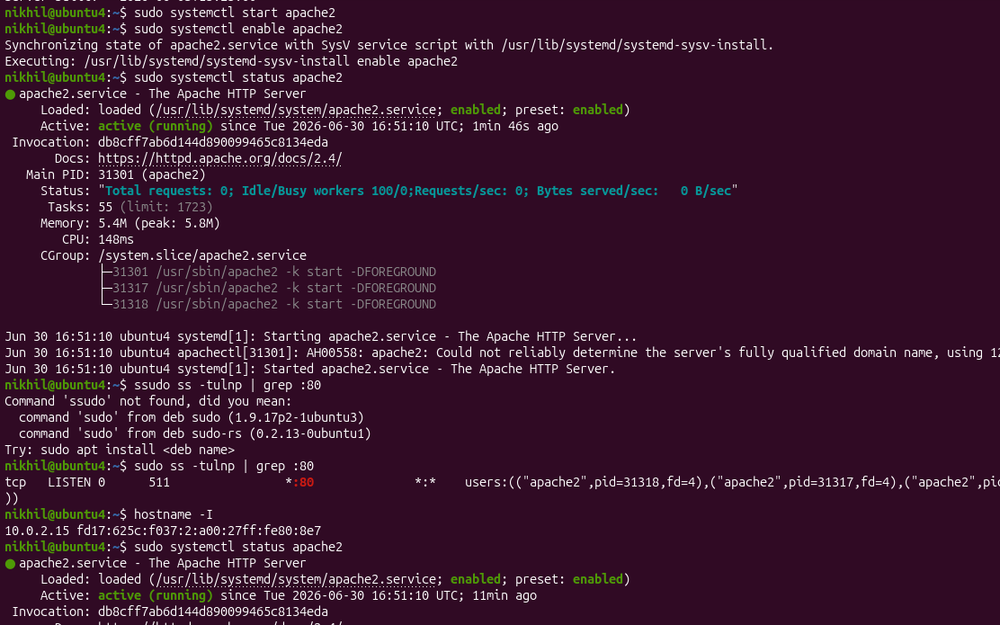 nikhil@ubuntu4:~$ sudo systemctl start apache2
nikhil@ubuntu4:~$ sudo systemctl enable apache2
Synchronizing state of apache2.service with SysV service script with /usr/lib/systemd/systemd-sysv-install.
Executing: /usr/lib/systemd/systemd-sysv-install enable apache2
nikhil@ubuntu4:~$ sudo systemctl status apache2
● apache2.service - The Apache HTTP Server
     Loaded: loaded (/usr/lib/systemd/system/apache2.service; enabled; preset: enabled)
     Active: active (running) since Tue 2026-06-30 16:51:10 UTC; 1min 46s ago
 Invocation: db8cff7ab6d144d890099465c8134eda
       Docs: https://httpd.apache.org/docs/2.4/
   Main PID: 31301 (apache2)
     Status: "Total requests: 0; Idle/Busy workers 100/0;Requests/sec: 0; Bytes served/sec:   0 B/sec"
      Tasks: 55 (limit: 1723)
     Memory: 5.4M (peak: 5.8M)
        CPU: 148ms
     CGroup: /system.slice/apache2.service
             ├─31301 /usr/sbin/apache2 -k start -DFOREGROUND
             ├─31317 /usr/sbin/apache2 -k start -DFOREGROUND
             └─31318 /usr/sbin/apache2 -k start -DFOREGROUND
Jun 30 16:51:10 ubuntu4 systemd[1]: Starting apache2.service - The Apache HTTP Server...
Jun 30 16:51:10 ubuntu4 apachectl[31301]: AH00558: apache2: Could not reliably determine the server's fully qualified domain name, using 12
Jun 30 16:51:10 ubuntu4 systemd[1]: Started apache2.service - The Apache HTTP Server.
nikhil@ubuntu4:~$ ssudo ss -tulnp | grep :80
Command 'ssudo' not found, did you mean:
  command 'sudo' from deb sudo (1.9.17p2-1ubuntu3)
  command 'sudo' from deb sudo-rs (0.2.13-0ubuntu1)
Try: sudo apt install <deb name>
nikhil@ubuntu4:~$ sudo ss -tulnp | grep :80
tcp   LISTEN 0      511                *:80              *:*    users:(("apache2",pid=31318,fd=4),("apache2",pid=31317,fd=4),("apache2",pid
))
nikhil@ubuntu4:~$ hostname -I
10.0.2.15 fd17:625c:f037:2:a00:27ff:fe80:8e7
nikhil@ubuntu4:~$ sudo systemctl status apache2
● apache2.service - The Apache HTTP Server
     Loaded: loaded (/usr/lib/systemd/system/apache2.service; enabled; preset: enabled)
     Active: active (running) since Tue 2026-06-30 16:51:10 UTC; 11min ago
 Invocation: db8cff7ab6d144d890099465c8134eda